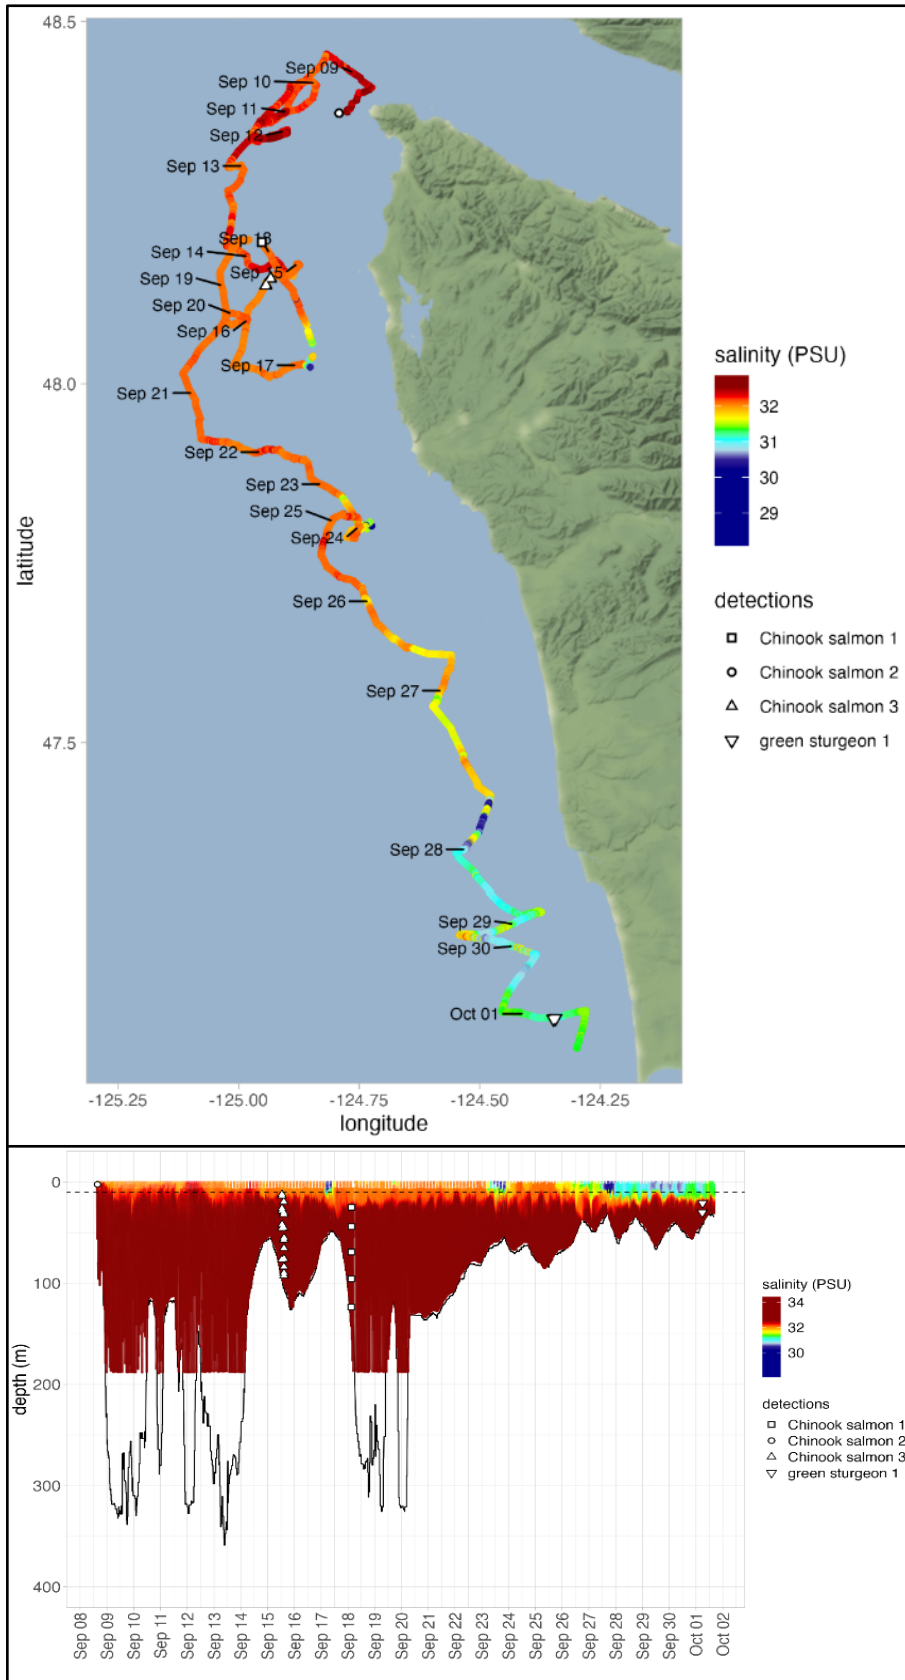 48.5
Sep 09
Sep 10
Sep 11
Sep 12
Sep 13
Sep 18
Sep 14
Sep 15
Sep 19
Sep 20
Sep 16
Sep 17
48.0
Sep 21
Sep 22
Sep 23
Sep 25
Sep 24
Sep 26
Sep 27
47.5
Sep 28
Sep 29
Sep 30
Oct 01
latitude
-125.25 -125.00 -124.75 -124.50 -124.25
longitude
salinity (PSU)
32
31
30
29
detections
Chinook salmon 1
Chinook salmon 2
Chinook salmon 3
green sturgeon 1
0
100
200
300
400
depth (m)
Sep 08 Sep 09 Sep 10 Sep 11 Sep 12 Sep 13 Sep 14 Sep 15 Sep 16 Sep 17 Sep 18 Sep 19 Sep 20 Sep 21 Sep 22 Sep 23 Sep 24 Sep 25 Sep 26 Sep 27 Sep 28 Sep 29 Sep 30 Oct 01 Oct 02
salinity (PSU)
34
32
30
detections
Chinook salmon 1
Chinook salmon 2
Chinook salmon 3
green sturgeon 1